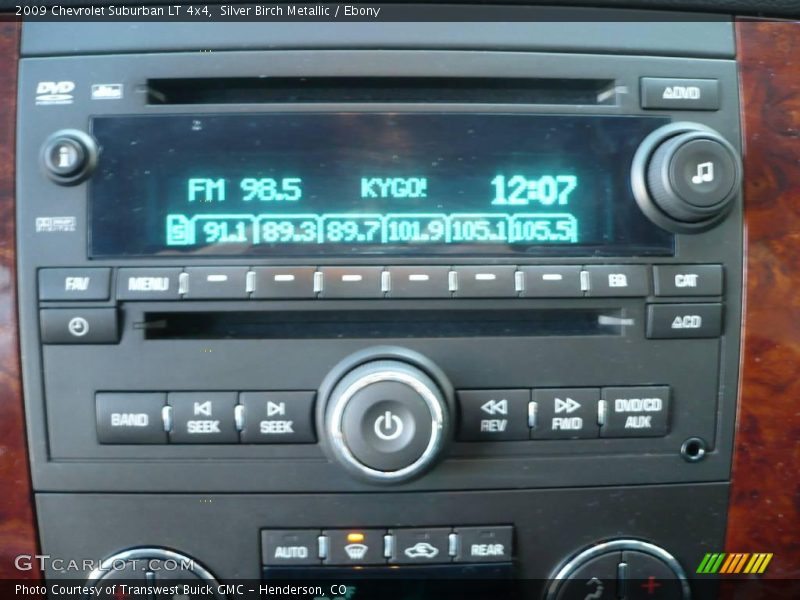 2009 Chevrolet Suburban LT 4x4,  Silver Birch Metallic / Ebony
DVD
DVD
i
FM 98.5 KYGO! 12:07
DIGITAL
91.1 89.3 89.7 101.9 105.1 105.5
FAV MENU EQ CAT
CD
BAND SEEK SEEK REV FWD DVD/CD AUX
AUTO REAR
GTCARLOT.COM
Photo Courtesy of Transwest Buick GMC - Henderson, CO